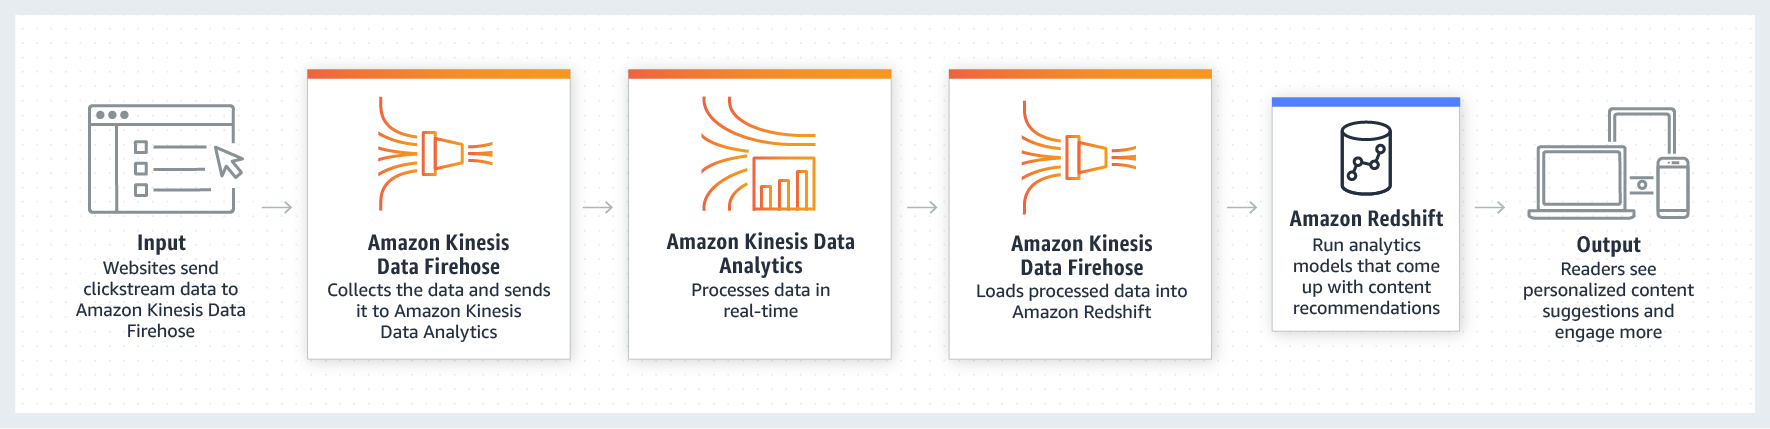 Input
Websites send
clickstream data to
Amazon Kinesis Data
Firehose
Amazon Kinesis
Data Firehose
Collects the data and sends
it to Amazon Kinesis
Data Analytics
Amazon Kinesis Data
Analytics
Processes data in
real-time
Amazon Kinesis
Data Firehose
Loads processed data into
Amazon Redshift
Amazon Redshift
Run analytics
models that come
up with content
recommendations
Output
Readers see
personalized content
suggestions and
engage more